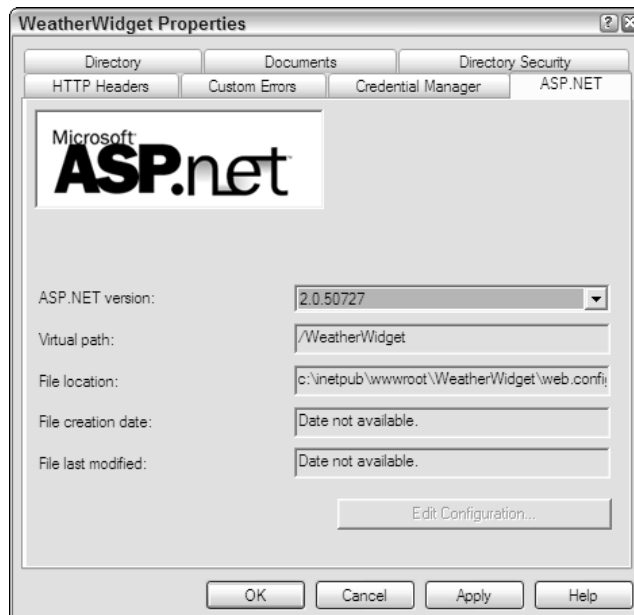 WeatherWidget Properties
Directory
Documents
Directory Security
HTTP Headers
Custom Errors
Credential Manager
ASP.NET
Microsoft
ASP.net
ASP.NET version:
2.0.50727
Virtual path:
/WeatherWidget
File location:
c:\inetpub\wwwroot\WeatherWidget\web.config
File creation date:
Date not available.
File last modified:
Date not available.
Edit Configuration...
OK
Cancel
Apply
Help